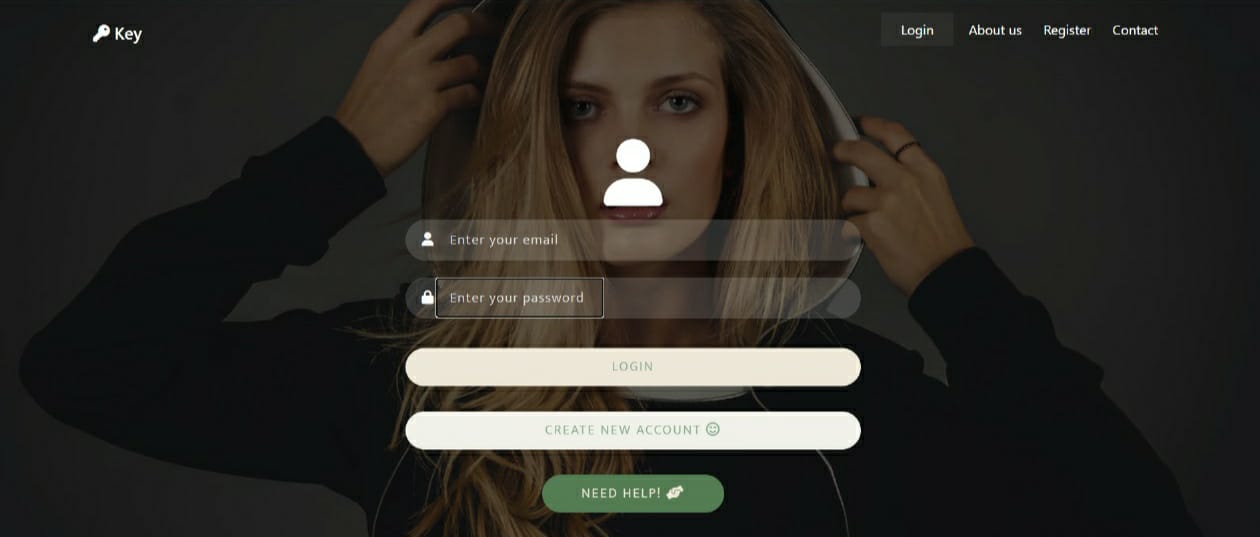 Key
Login About us Register Contact
Enter your email
Enter your password
LOGIN
CREATE NEW ACCOUNT
NEED HELP!